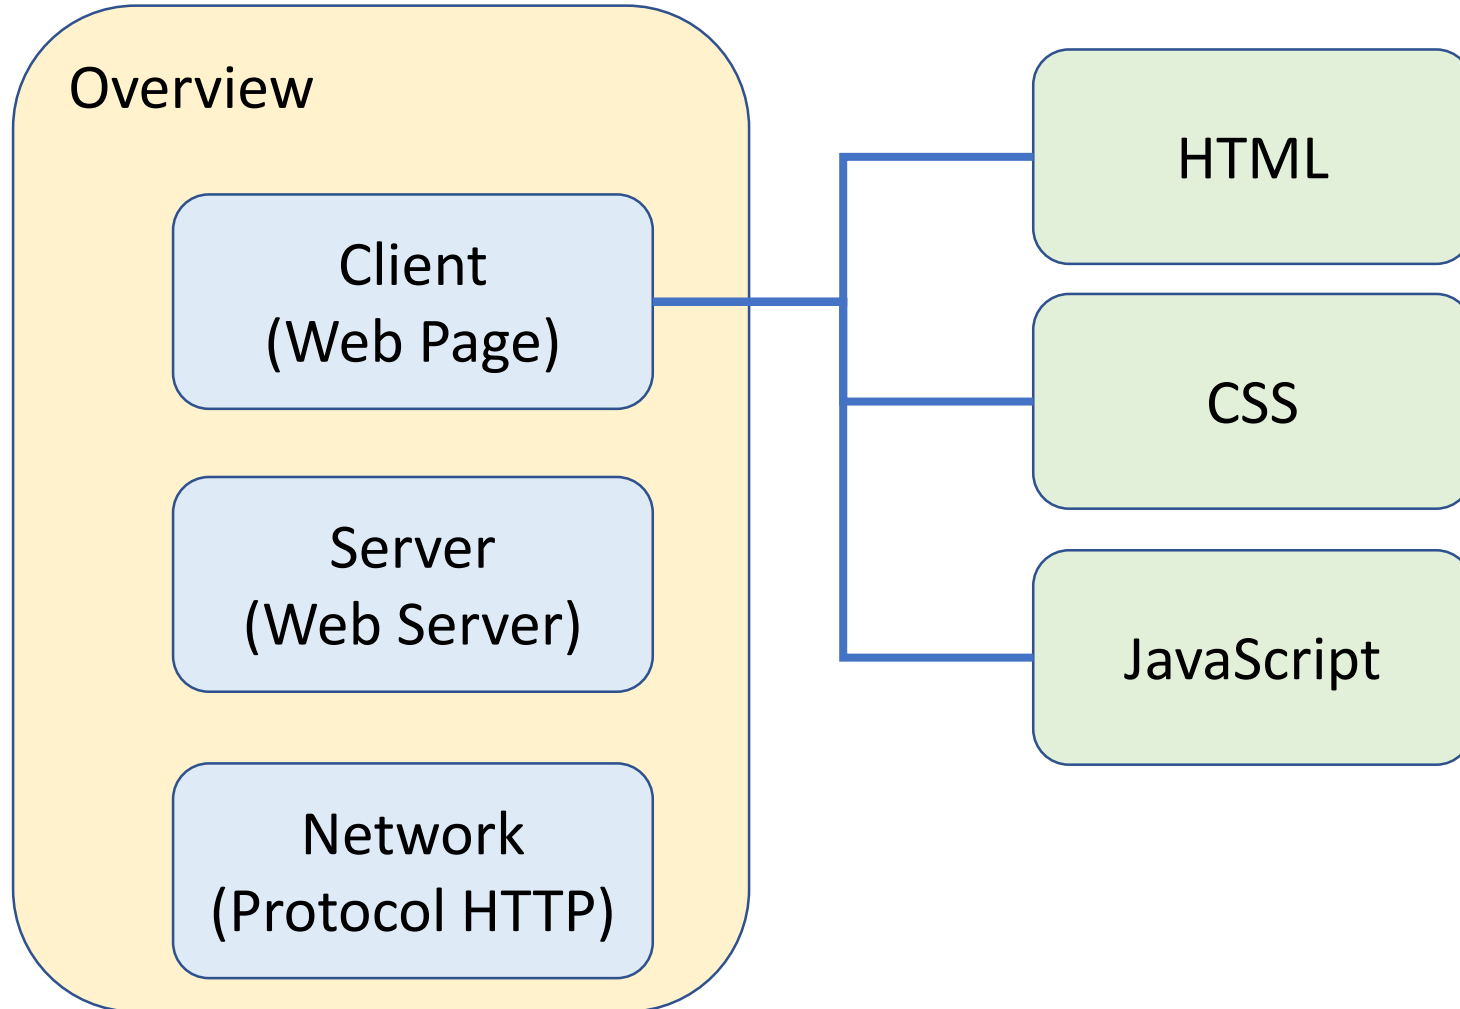 Overview
Client
(Web Page)
Server
(Web Server)
Network
(Protocol HTTP)
HTML
CSS
JavaScript